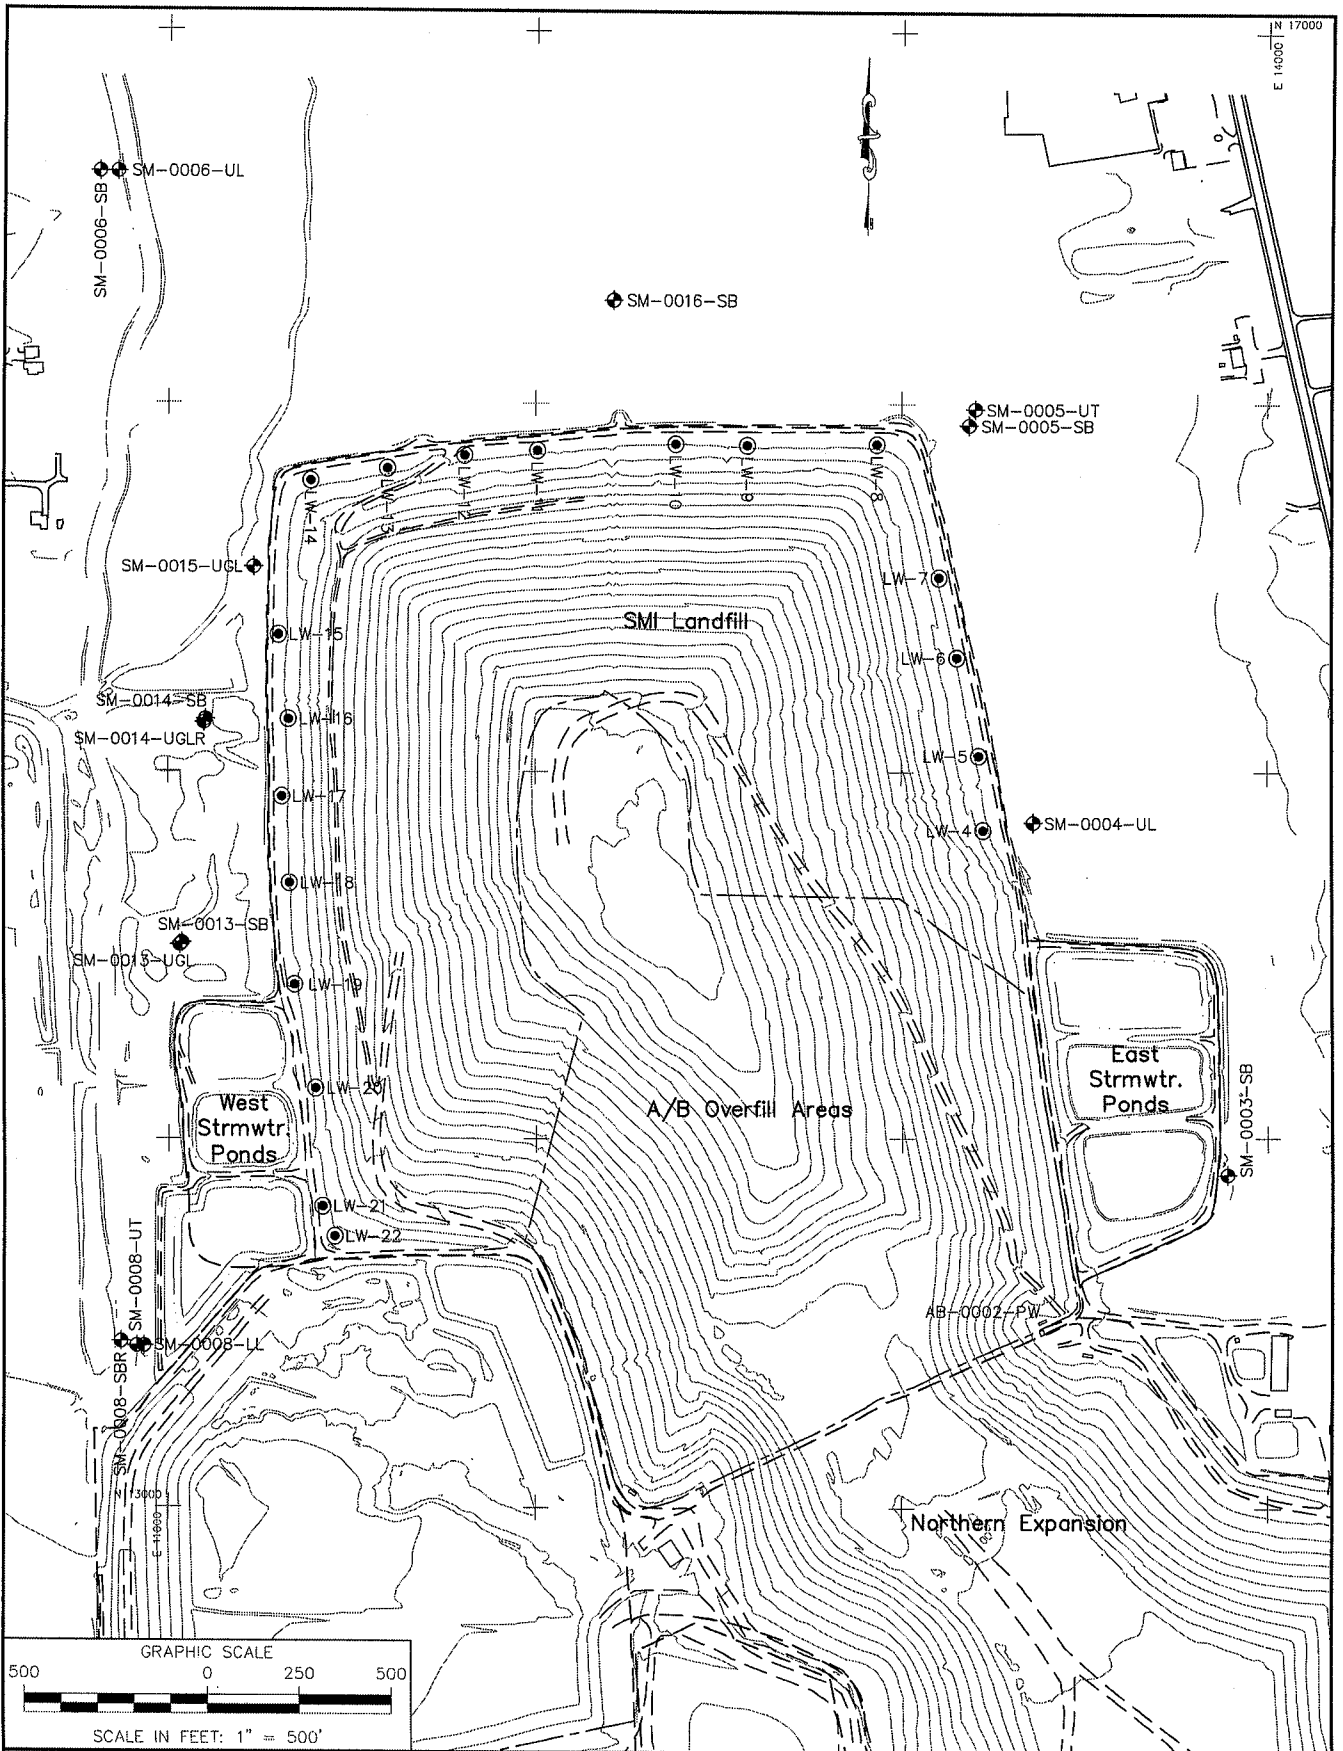 N 17000
E 14000
SM-0006-UL
SM-0006-SB
SM-0016-SB
SM-0005-UT
SM-0005-SB
LW-14
LW-13
LW-12
LW-11
LW-10
LW-9
LW-8
SM-0015-UGL
LW-7
SMI Landfill
LW-15
LW-6
SM-0014-SB
LW-16
SM-0014-UGLR
LW-5
LW-17
LW-4
SM-0004-UL
LW-18
SM-0013-SB
SM-0013-UGL
LW-19
East
Strmwtr.
Ponds
LW-20
West
Strmwtr.
Ponds
A/B Overfill Areas
SM-0003-SB
LW-21
LW-22
SM-0008-UT
AB-0002-PW
SM-0008-LL
SM-0008-SBR
N 13000
E 11000
Northern Expansion
GRAPHIC SCALE
500 0 250 500
SCALE IN FEET: 1" = 500'